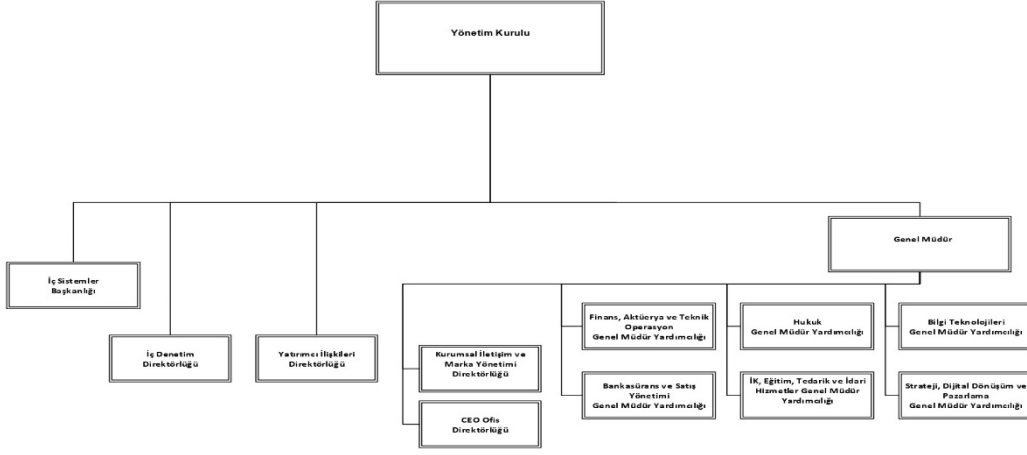 Yönetim Kurulu
Genel Müdür
İç Sistemler
Başkanlığı
Finans, Aktüerya ve Teknik
Operasyon
Genel Müdür Yardımcılığı
Hukuk
Genel Müdür Yardımcılığı
Bilgi Teknolojileri
Genel Müdür Yardımcılığı
İç Denetim
Direktörlüğü
Yatırımcı İlişkileri
Direktörlüğü
Kurumsal İletişim ve
Marka Yönetimi
Direktörlüğü
Bankasürans ve Satış
Yönetimi
Genel Müdür Yardımcılığı
İK, Eğitim, Tedarik ve İdari
Hizmetler Genel Müdür
Yardımcılığı
Strateji, Dijital Dönüşüm ve
Pazarlama
Genel Müdür Yardımcılığı
CEO Ofis
Direktörlüğü